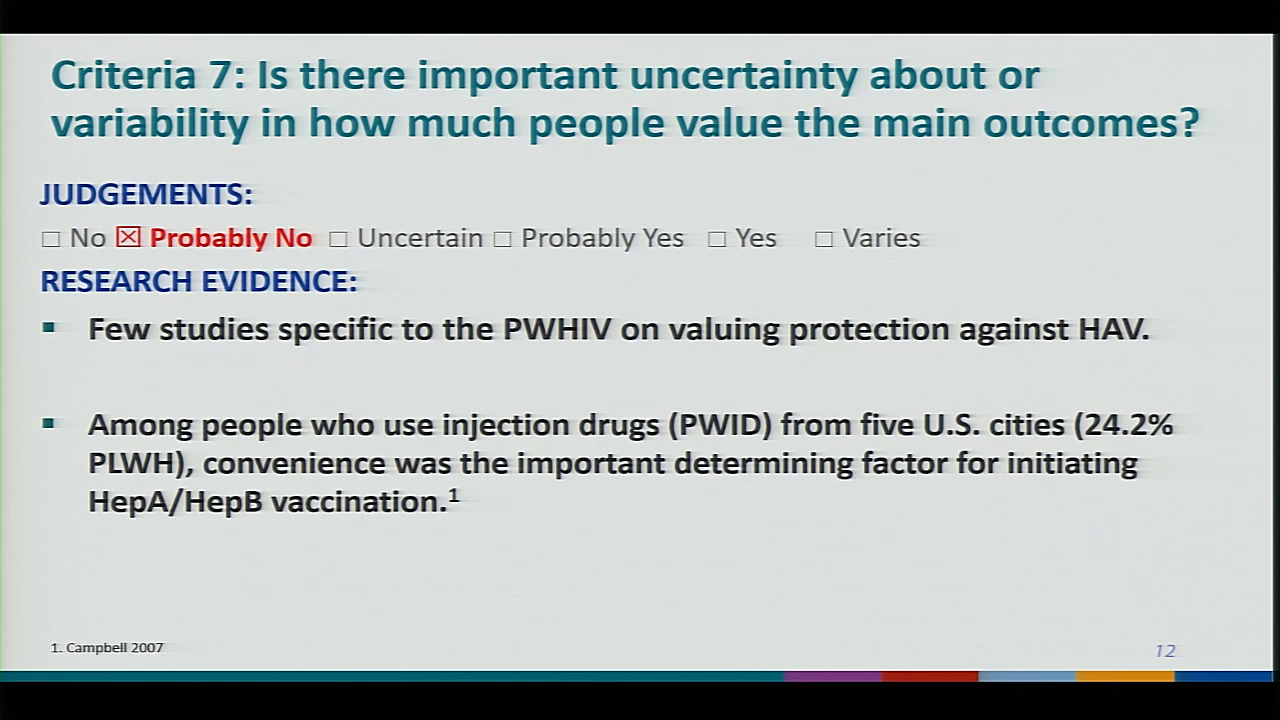 Criteria 7: Is there important uncertainty about or
variability in how much people value the main outcomes?
JUDGEMENTS:
□ No ☒ Probably No □ Uncertain □ Probably Yes □ Yes □ Varies
RESEARCH EVIDENCE:
▪ Few studies specific to the PWHIV on valuing protection against HAV.
▪ Among people who use injection drugs (PWID) from five U.S. cities (24.2%
PLWH), convenience was the important determining factor for initiating
HepA/HepB vaccination.¹
1. Campbell 2007
12